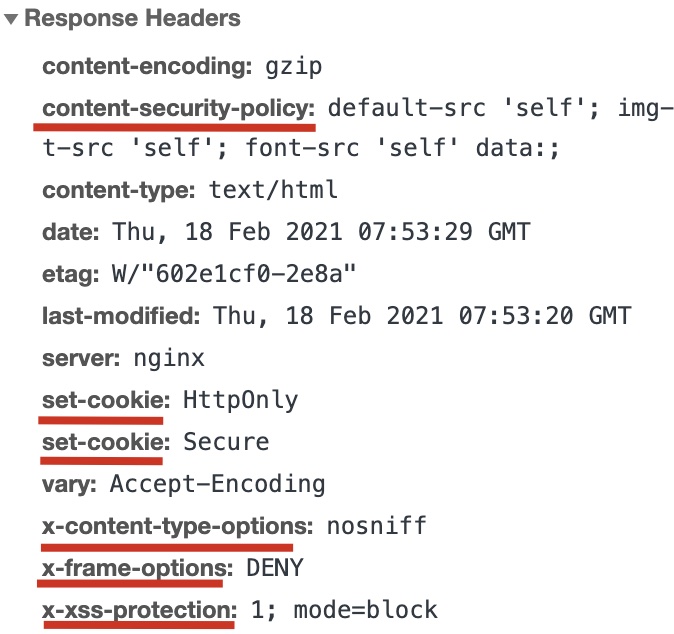 Response Headers
content-encoding: gzip
content-security-policy: default-src 'self'; img-
t-src 'self'; font-src 'self' data:;
content-type: text/html
date: Thu, 18 Feb 2021 07:53:29 GMT
etag: W/"602e1cf0-2e8a"
last-modified: Thu, 18 Feb 2021 07:53:20 GMT
server: nginx
set-cookie: HttpOnly
set-cookie: Secure
vary: Accept-Encoding
x-content-type-options: nosniff
x-frame-options: DENY
x-xss-protection: 1; mode=block